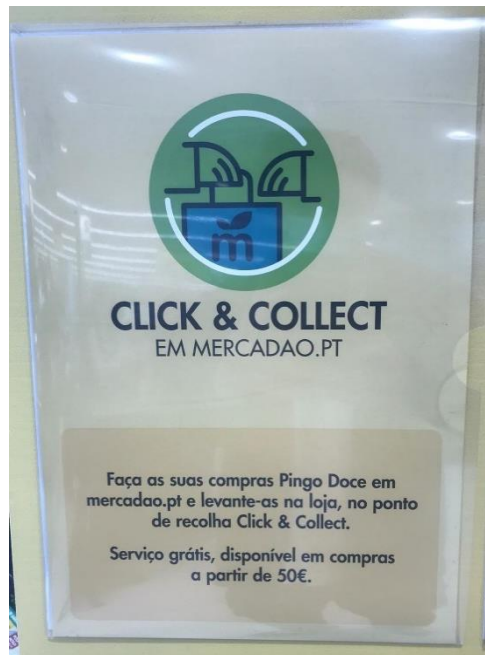 m
CLICK & COLLECT
EM MERCADAO.PT
Faça as suas compras Pingo Doce em
mercadao.pt e levante-as na loja, no ponto
de recolha Click & Collect.
Serviço grátis, disponível em compras
a partir de 50€.